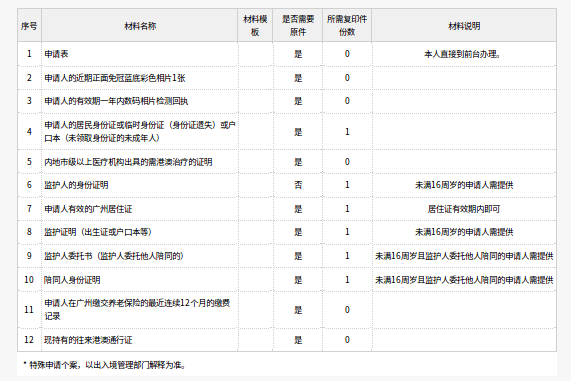 序号 材料名称 材料模板 是否需要原件 所需复印件份数 材料说明
1 申请表 是 0 本人直接到前台办理。
2 申请人的近期正面免冠蓝底彩色相片1张 是 0
3 申请人的有效期一年内数码相片检测回执 是 0
4 申请人的居民身份证或临时身份证（身份证遗失）或户口本（未领取身份证的未成年人） 是 1
5 内地市级以上医疗机构出具的需港澳治疗的证明 是 0
6 监护人的身份证明 否 1 未满16周岁的申请人需提供
7 申请人有效的广州居住证 是 1 居住证有效期内即可
8 监护证明（出生证或户口本等） 是 1 未满16周岁的申请人需提供
9 监护人委托书（监护人委托他人陪同的） 是 1 未满16周岁且监护人委托他人陪同的申请人需提供
10 陪同人身份证明 是 1 未满16周岁且监护人委托他人陪同的申请人需提供
11 申请人在广州缴交养老保险的最近连续12个月的缴费记录 是 0
12 现持有的往来港澳通行证 是 0
* 特殊申请个案，以出入境管理部门解释为准。